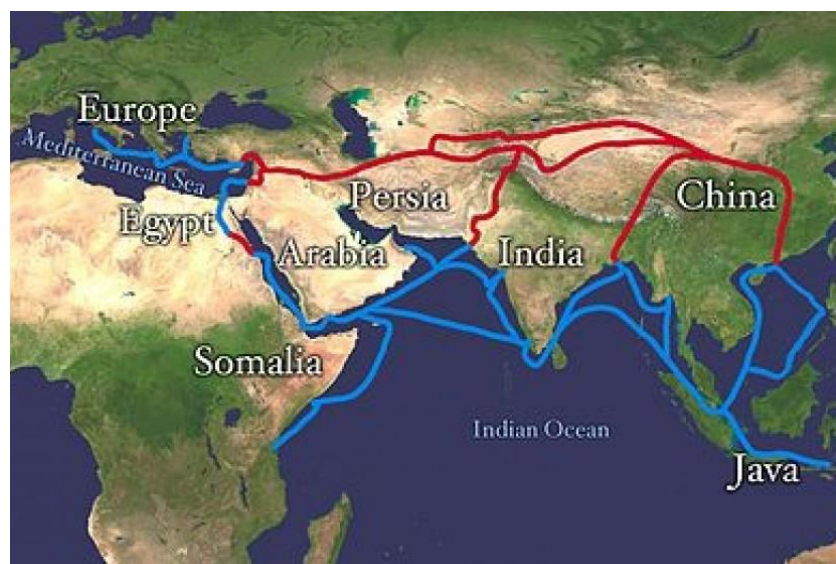 Europe
Mediterranean Sea
Egypt
Arabia
Persia
India
China
Somalia
Indian Ocean
Java